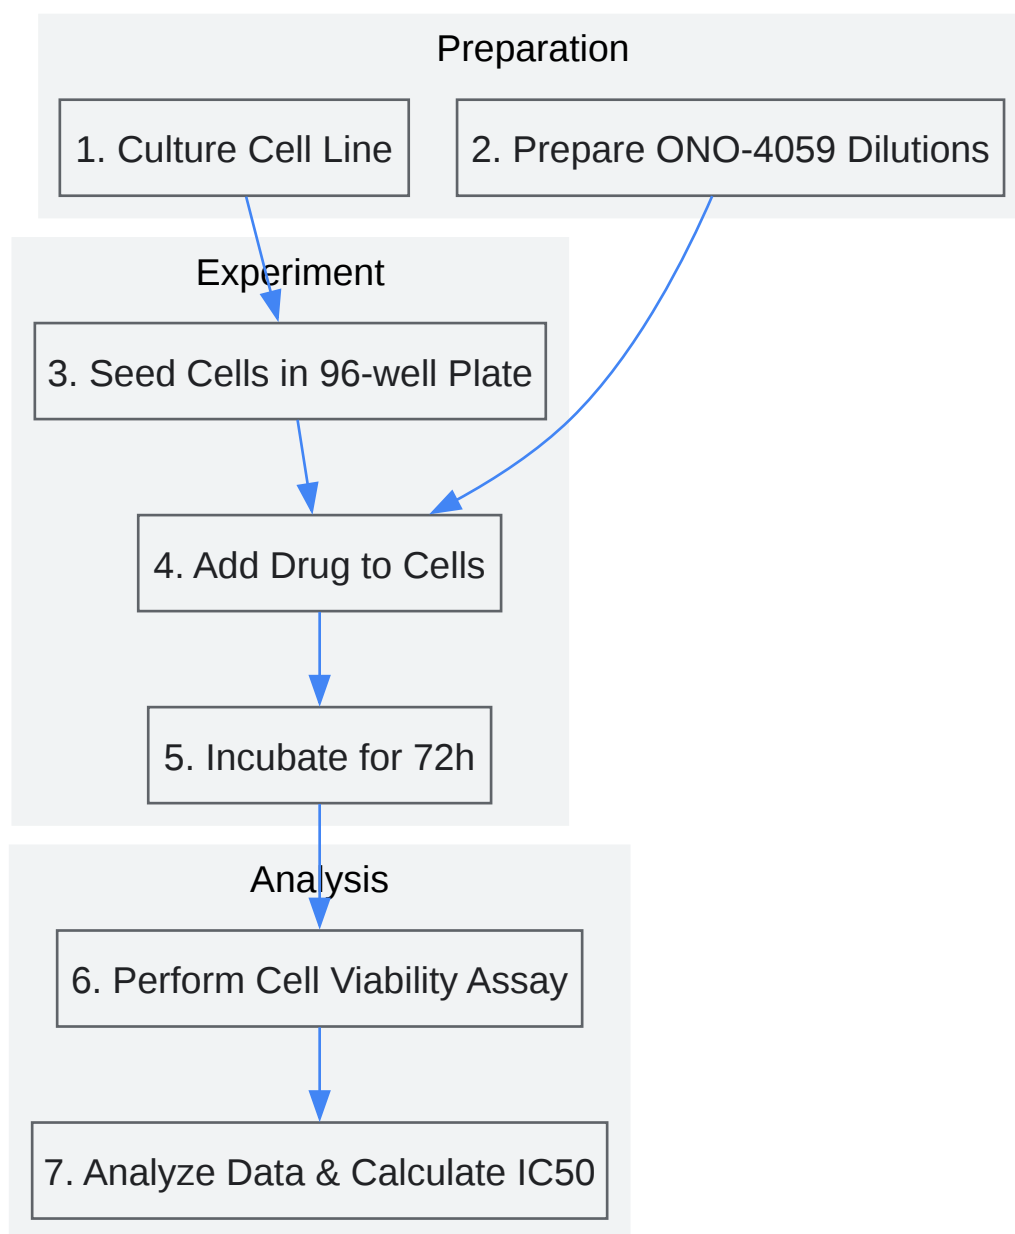 Preparation
1. Culture Cell Line
2. Prepare ONO-4059 Dilutions
Experiment
3. Seed Cells in 96-well Plate
4. Add Drug to Cells
5. Incubate for 72h
Analysis
6. Perform Cell Viability Assay
7. Analyze Data & Calculate IC50